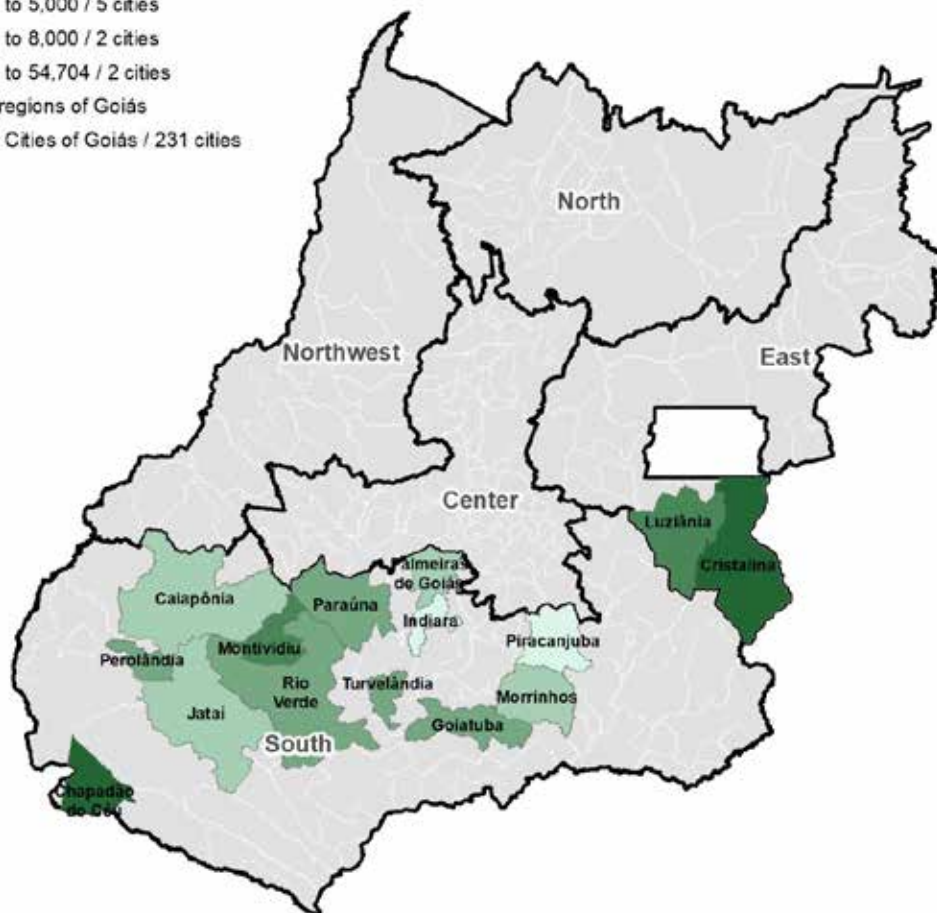 to 5,000 / 5 cities
to 8,000 / 2 cities
to 54,704 / 2 cities
regions of Goiás
Cities of Goiás / 231 cities
North
Northwest
East
Center
Luziânia
Cristalina
almeiras
de Goiás
Caiapônia
Paraúna
Indiara
Piracanjuba
Montividiu
Perolândia
Rio
Verde
Turvelândia
Morrinhos
Jatai
Goiatuba
South
Chapadão
do Céu